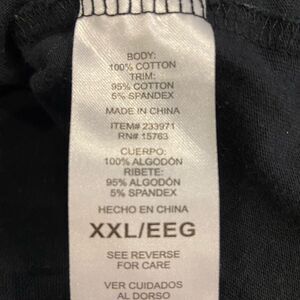 BODY:
100% COTTON
TRIM:
95% COTTON
5% SPANDEX
MADE IN CHINA
ITEM# 233971
RN# 15763
CUERPO:
100% ALGODÓN
RIBETE:
95% ALGODÓN
5% SPANDEX
HECHO EN CHINA
XXL/EEG
SEE REVERSE
FOR CARE
VER CUIDADOS
AL DORSO